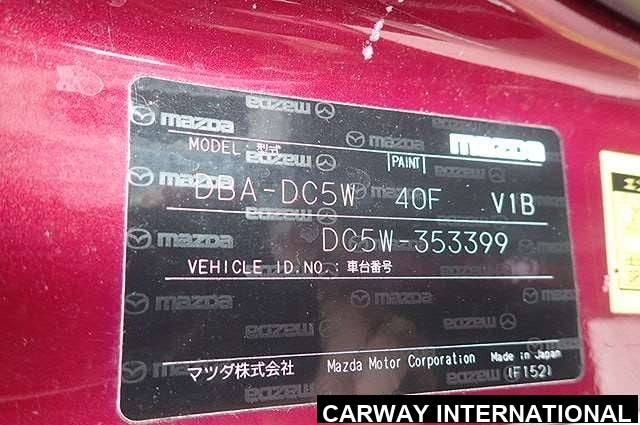 mazda
MODEL:型式
PAINT
DBA-DC5W 40F V1B
DC5W-353399
VEHICLE ID.NO.:車台番号
マツダ株式会社 Mazda Motor Corporation Made in Japan
(F152)
CARWAY INTERNATIONAL